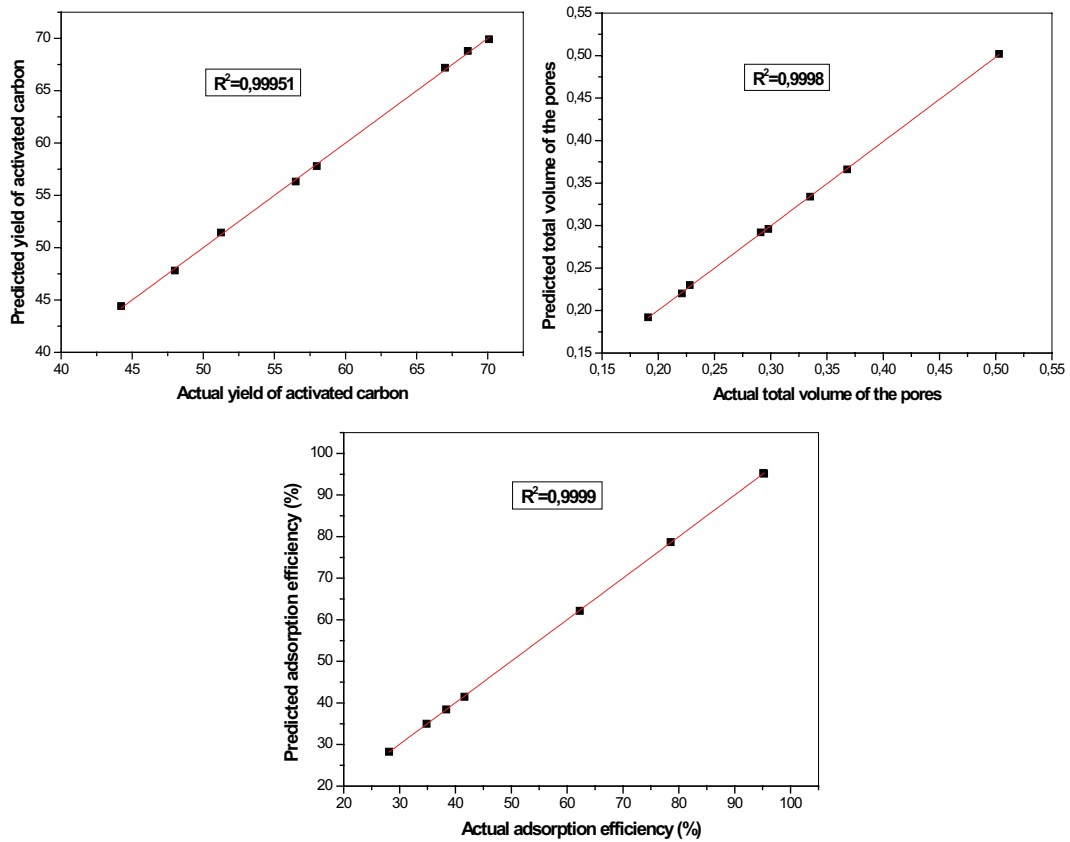 Predicted yield of activated carbon
70
65
60
55
50
45
40
R²=0,99951
40 45 50 55 60 65 70
Actual yield of activated carbon
Predicted total volume of the pores
0,50
0,45
0,40
0,35
0,30
0,25
0,20
0,15
R²=0,9998
0,15 0,20 0,25 0,30 0,35 0,40 0,45 0,50 0,55
Actual total volume of the pores
Predicted adsorption efficiency (%)
100
90
80
70
60
50
40
30
20
R²=0,9999
20 30 40 50 60 70 80 90 100
Actual adsorption efficiency (%)